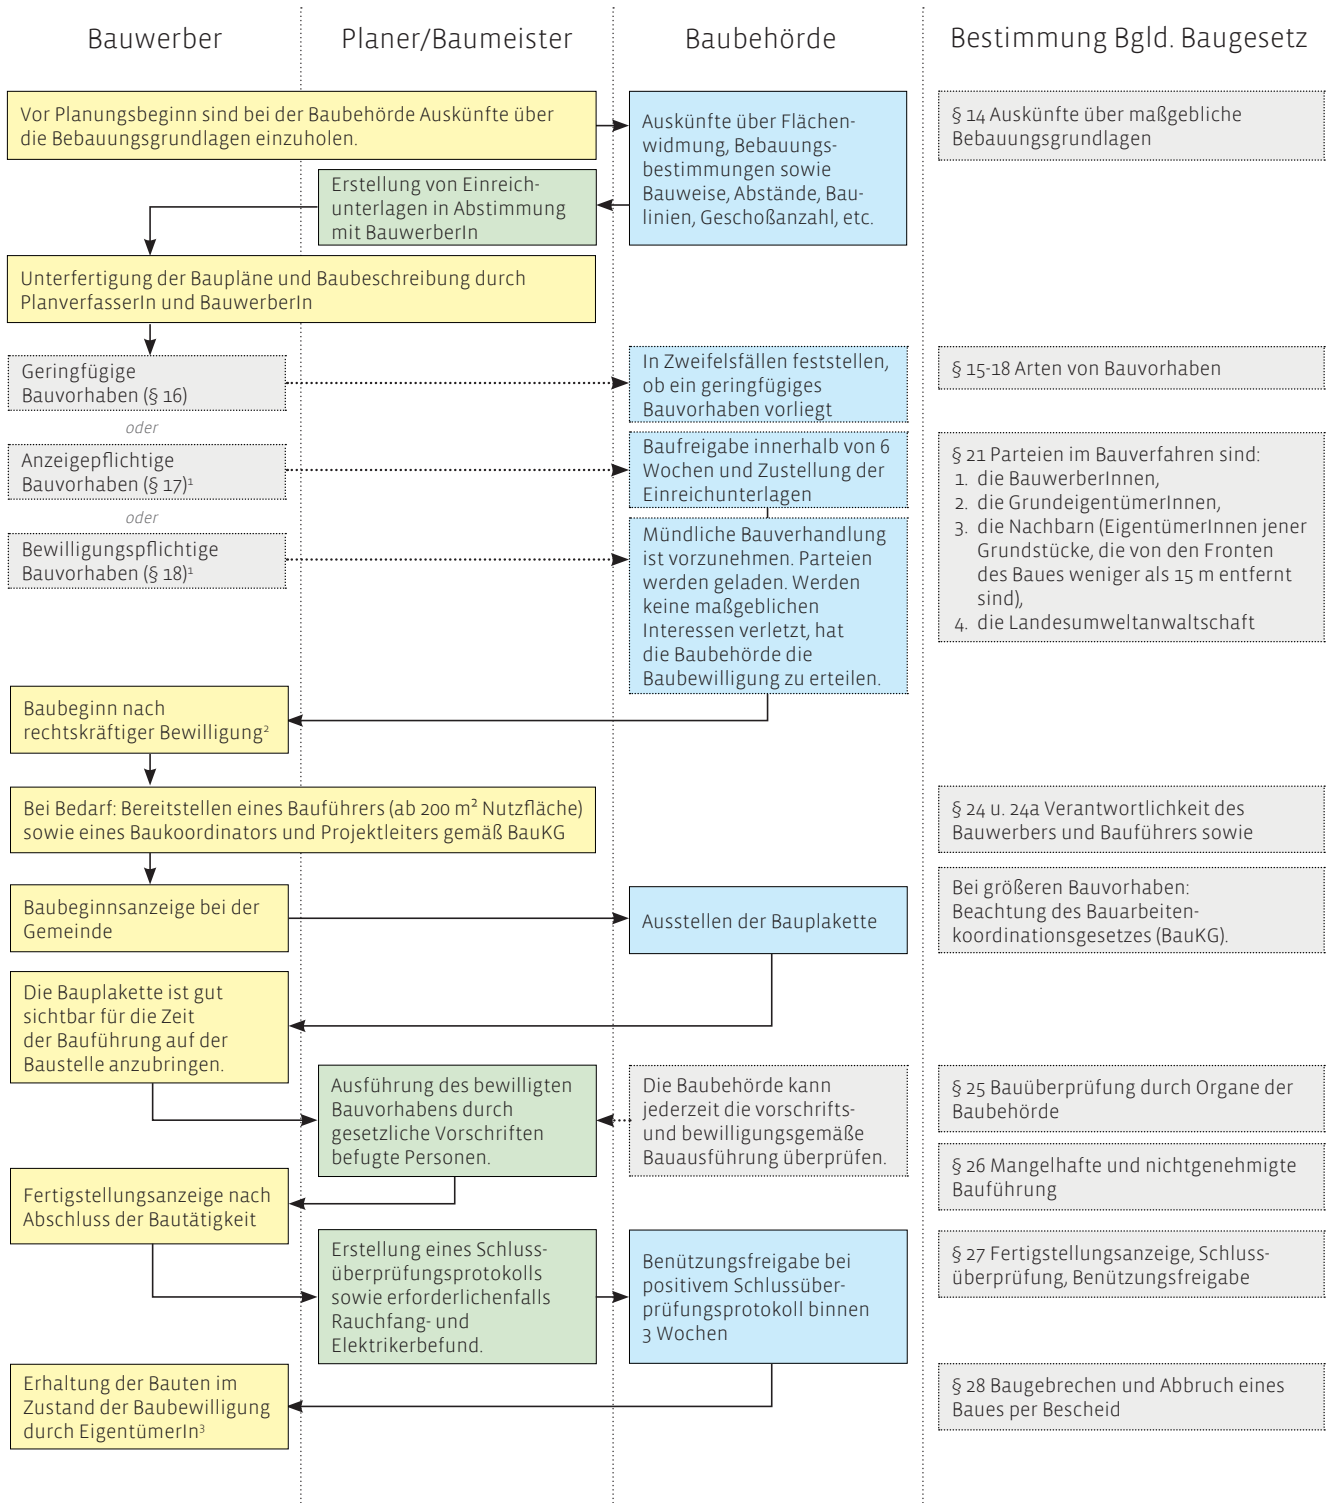 Bauwerber
Planer/Baumeister
Baubehörde
Bestimmung Bgld. Baugesetz
Vor Planungsbeginn sind bei der Baubehörde Auskünfte über
die Bebauungsgrundlagen einzuholen.
Auskünfte über Flächen-
widmung, Bebauungs-
bestimmungen sowie
Bauweise, Abstände, Bau-
linien, Geschoßanzahl, etc.
§ 14 Auskünfte über maßgebliche
Bebauungsgrundlagen
Erstellung von Einreich-
unterlagen in Abstimmung
mit BauwerberIn
Unterfertigung der Baupläne und Baubeschreibung durch
PlanverfasserIn und BauwerberIn
Geringfügige
Bauvorhaben (§ 16)
In Zweifelsfällen feststellen,
ob ein geringfügiges
Bauvorhaben vorliegt
§ 15-18 Arten von Bauvorhaben
oder
Anzeigepflichtige
Bauvorhaben (§ 17)¹
Baufreigabe innerhalb von 6
Wochen und Zustellung der
Einreichunterlagen
§ 21 Parteien im Bauverfahren sind:
1. die BauwerberInnen,
2. die GrundeigentümerInnen,
3. die Nachbarn (EigentümerInnen jener
Grundstücke, die von den Fronten
des Baues weniger als 15 m entfernt
sind),
4. die Landesumweltanwaltschaft
oder
Bewilligungspflichtige
Bauvorhaben (§ 18)¹
Mündliche Bauverhandlung
ist vorzunehmen. Parteien
werden geladen. Werden
keine maßgeblichen
Interessen verletzt, hat
die Baubehörde die
Baubewilligung zu erteilen.
Baubeginn nach
rechtskräftiger Bewilligung²
Bei Bedarf: Bereitstellen eines Bauführers (ab 200 m² Nutzfläche)
sowie eines Baukoordinators und Projektleiters gemäß BauKG
§ 24 u. 24a Verantwortlichkeit des
Bauwerbers und Bauführers sowie
Baubeginnsanzeige bei der
Gemeinde
Ausstellen der Bauplakette
Bei größeren Bauvorhaben:
Beachtung des Bauarbeiten-
koordinationsgesetzes (BauKG).
Die Bauplakette ist gut
sichtbar für die Zeit
der Bauführung auf der
Baustelle anzubringen.
Ausführung des bewilligten
Bauvorhabens durch
gesetzliche Vorschriften
befugte Personen.
Die Baubehörde kann
jederzeit die vorschrifts-
und bewilligungsgemäße
Bauausführung überprüfen.
§ 25 Bauüberprüfung durch Organe der
Baubehörde
§ 26 Mangelhafte und nichtgenehmigte
Bauführung
Fertigstellungsanzeige nach
Abschluss der Bautätigkeit
Erstellung eines Schluss-
überprüfungsprotokolls
sowie erforderlichenfalls
Rauchfang- und
Elektrikerbefund.
Benützungsfreigabe bei
positivem Schlussüber-
prüfungsprotokoll binnen
3 Wochen
§ 27 Fertigstellungsanzeige, Schluss-
überprüfung, Benützungsfreigabe
Erhaltung der Bauten im
Zustand der Baubewilligung
durch EigentümerIn³
§ 28 Baugebrechen und Abbruch eines
Baues per Bescheid